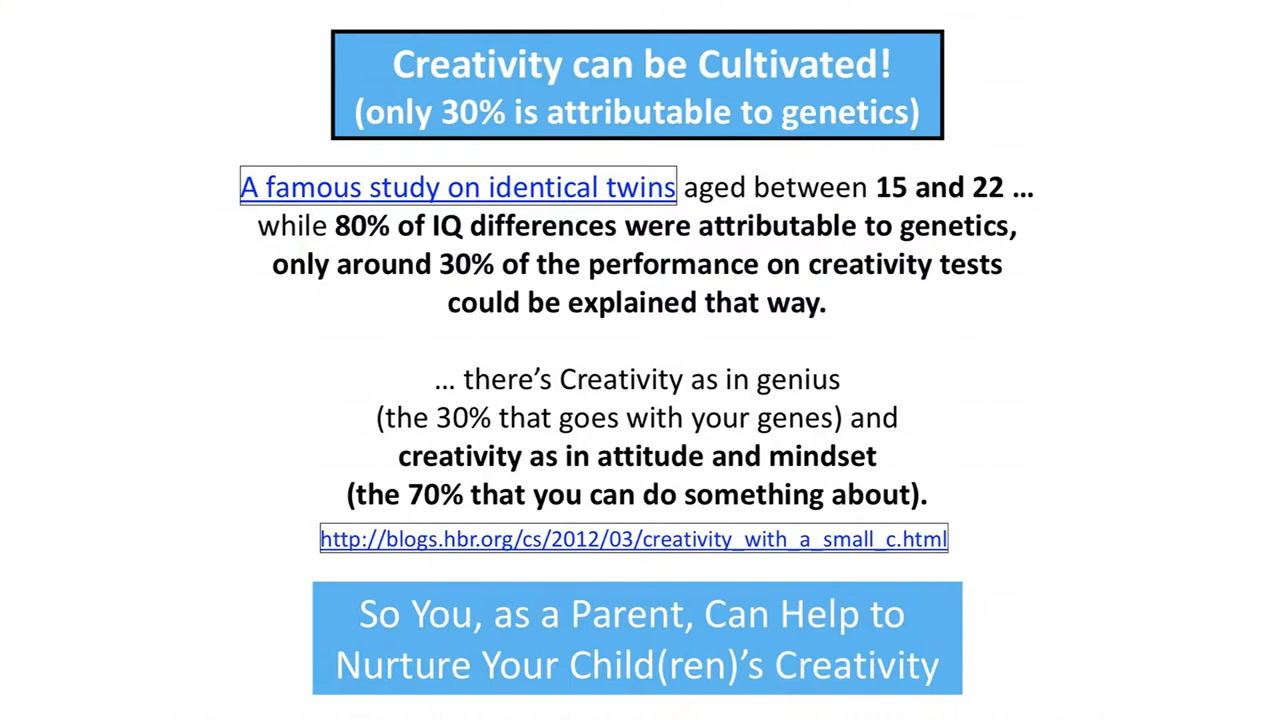 Creativity can be Cultivated!
(only 30% is attributable to genetics)
A famous study on identical twins aged between 15 and 22 …
while 80% of IQ differences were attributable to genetics,
only around 30% of the performance on creativity tests
could be explained that way.
… there’s Creativity as in genius
(the 30% that goes with your genes) and
creativity as in attitude and mindset
(the 70% that you can do something about).
http://blogs.hbr.org/cs/2012/03/creativity_with_a_small_c.html
So You, as a Parent, Can Help to
Nurture Your Child(ren)’s Creativity